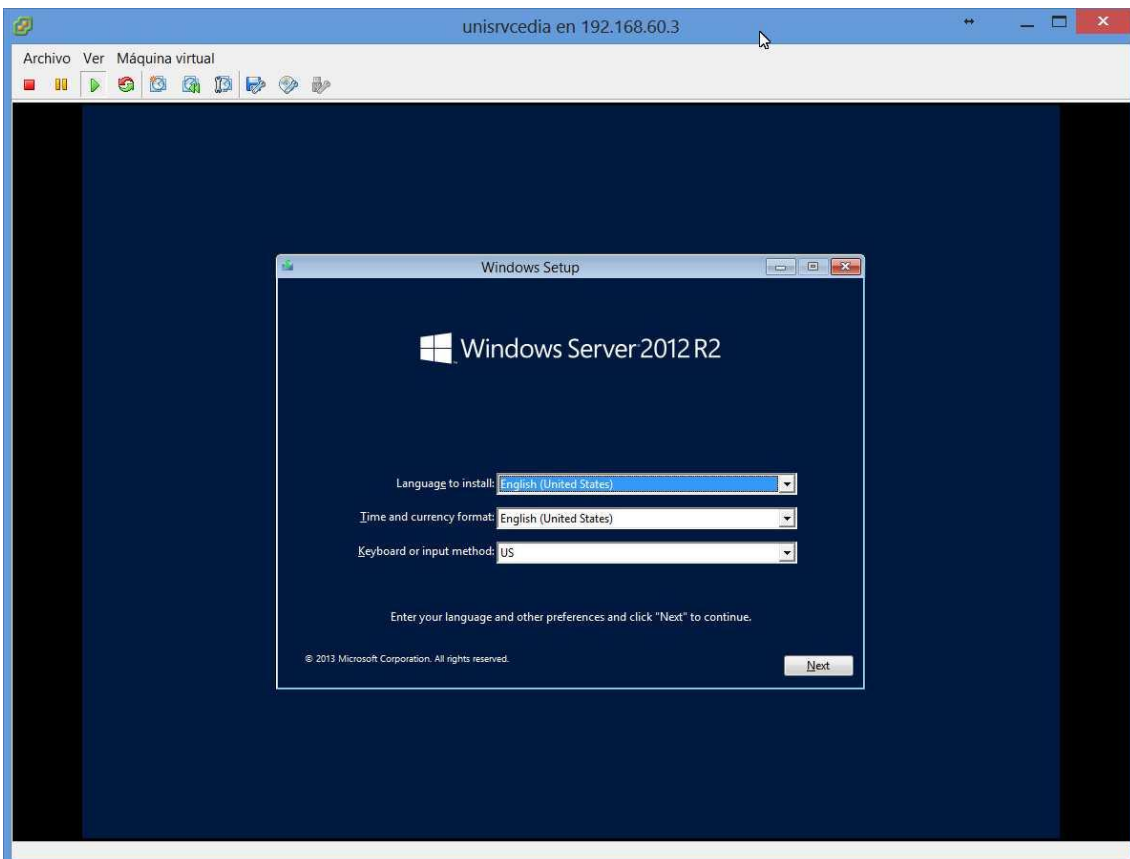 unisrvcedia en 192.168.60.3
Archivo Ver Máquina virtual
Windows Setup
Windows Server 2012 R2
Language to install: English (United States)
Time and currency format: English (United States)
Keyboard or input method: US
Enter your language and other preferences and click "Next" to continue.
© 2013 Microsoft Corporation. All rights reserved.
Next